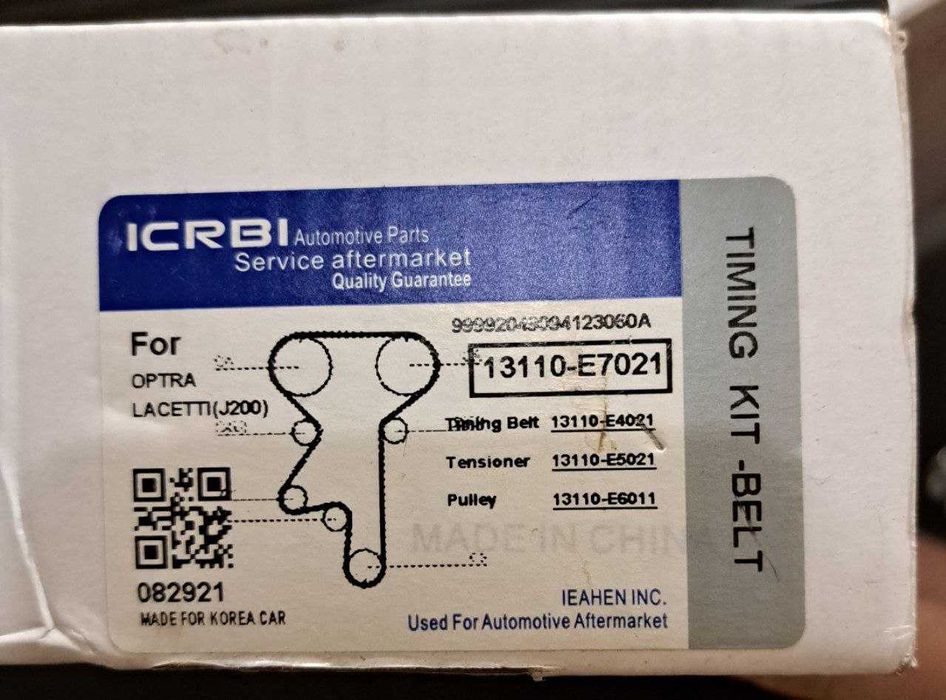 ICRBI Automotive Parts
Service aftermarket
Quality Guarantee
TIMING KIT -BELT
For
OPTRA
LACETTI(J200)
13110-E7021
Timing Belt 13110-E4021
Tensioner 13110-E5021
Pulley 13110-E6011
MADE IN CHINA
082921
MADE FOR KOREA CAR
IEAHEN INC.
Used For Automotive Aftermarket